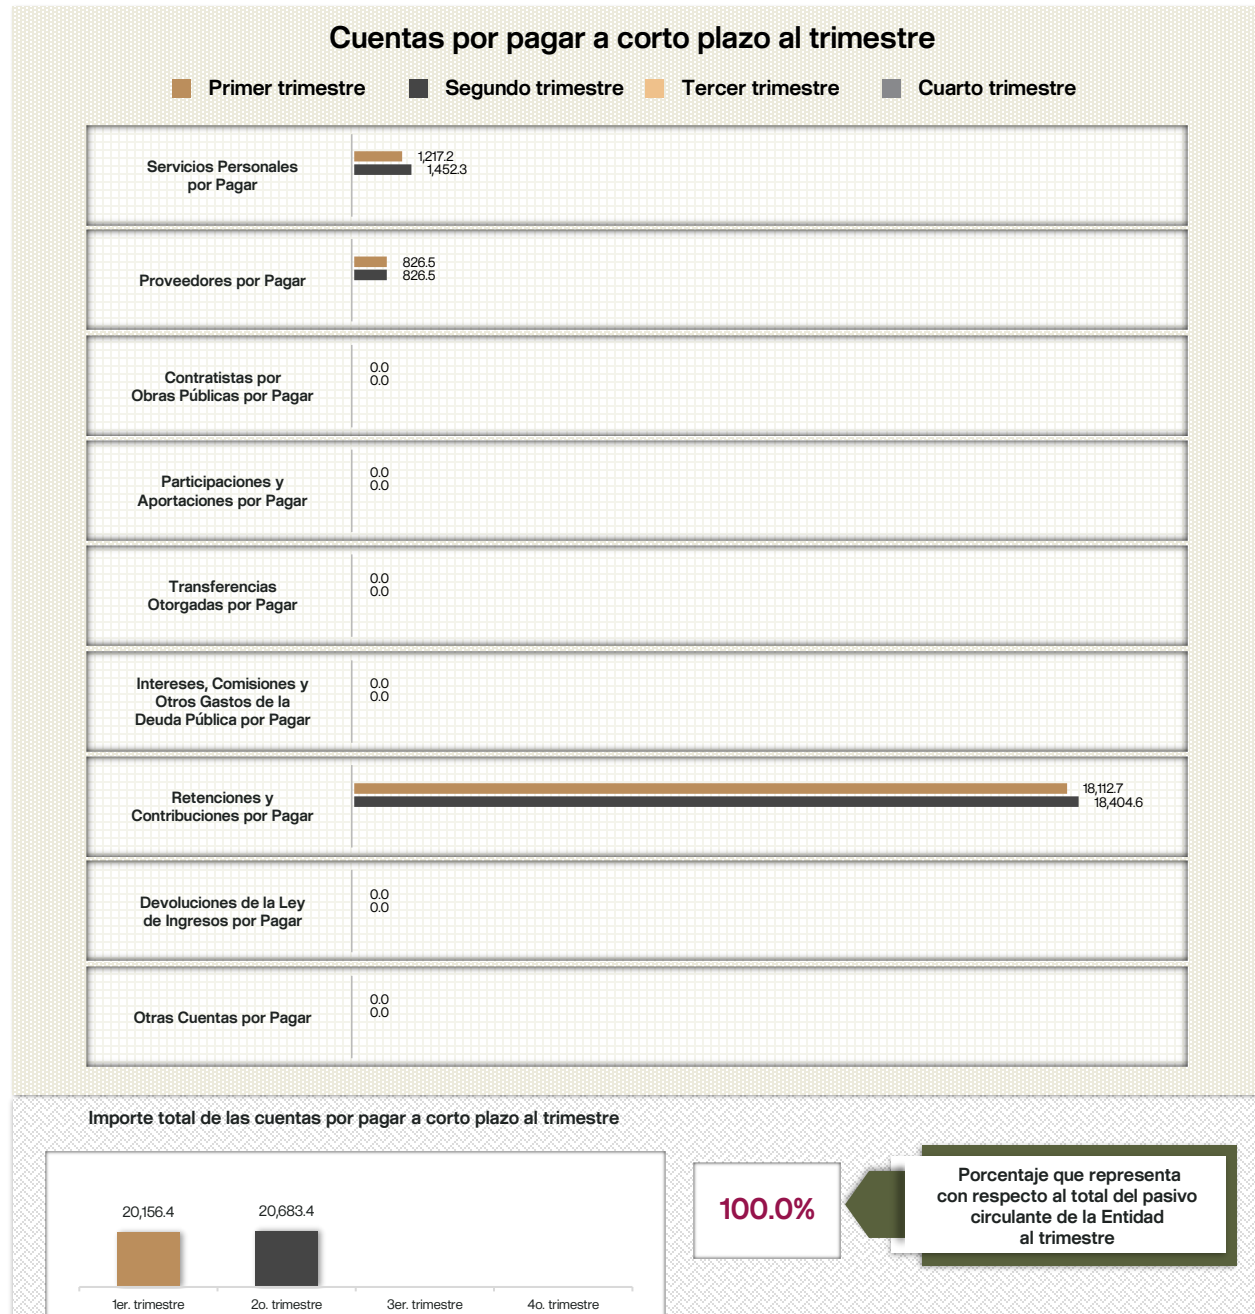 Cuentas por pagar a corto plazo al trimestre
Primer trimestre Segundo trimestre Tercer trimestre Cuarto trimestre
Servicios Personales
por Pagar
1,217.2
1,452.3
Proveedores por Pagar
826.5
826.5
Contratistas por
Obras Públicas por Pagar
0.0
0.0
Participaciones y
Aportaciones por Pagar
0.0
0.0
Transferencias
Otorgadas por Pagar
0.0
0.0
Intereses, Comisiones y
Otros Gastos de la
Deuda Pública por Pagar
0.0
0.0
Retenciones y
Contribuciones por Pagar
18,112.7
18,404.6
Devoluciones de la Ley
de Ingresos por Pagar
0.0
0.0
Otras Cuentas por Pagar
0.0
0.0
Importe total de las cuentas por pagar a corto plazo al trimestre
20,156.4 20,683.4
1er. trimestre 2o. trimestre 3er. trimestre 4o. trimestre
100.0%
Porcentaje que representa
con respecto al total del pasivo
circulante de la Entidad
al trimestre